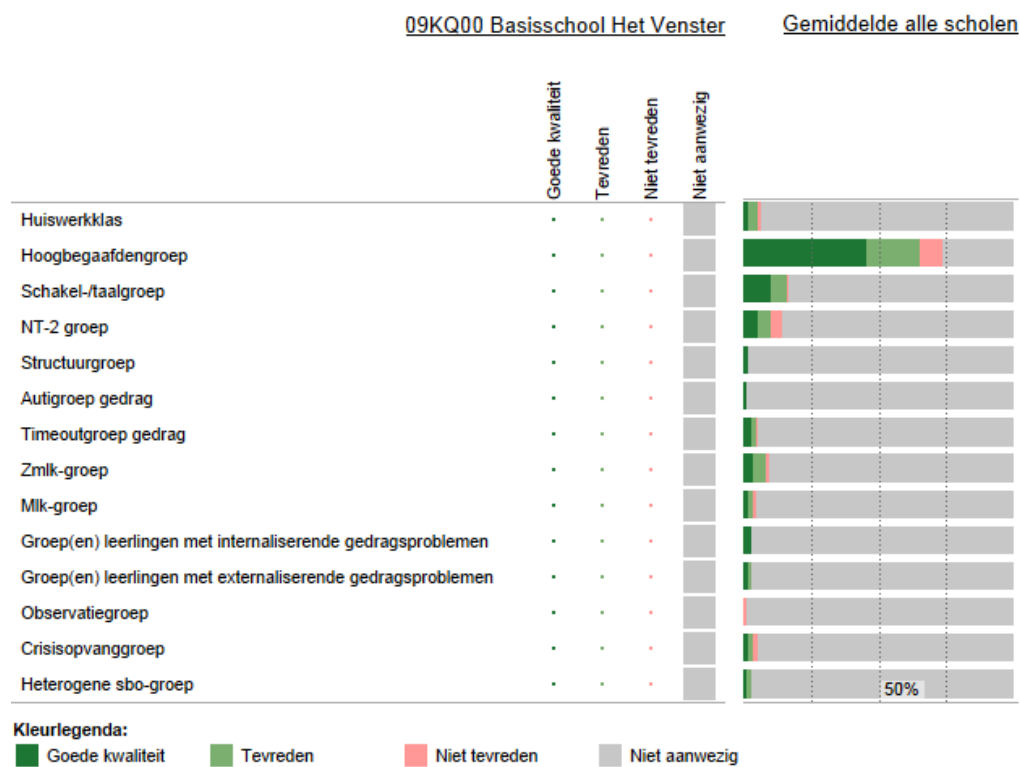 09KQ00 Basisschool Het Venster
Gemiddelde alle scholen
Goede kwaliteit
Tevreden
Niet tevreden
Niet aanwezig
Huiswerkklas
Hoogbegaafdengroep
Schakel-/taalgroep
NT-2 groep
Structuurgroep
Autigroep gedrag
Timeoutgroep gedrag
Zmlk-groep
Mlk-groep
Groep(en) leerlingen met internaliserende gedragsproblemen
Groep(en) leerlingen met externaliserende gedragsproblemen
Observatiegroep
Crisisopvanggroep
Heterogene sbo-groep
50%
Kleurlegenda:
Goede kwaliteit
Tevreden
Niet tevreden
Niet aanwezig